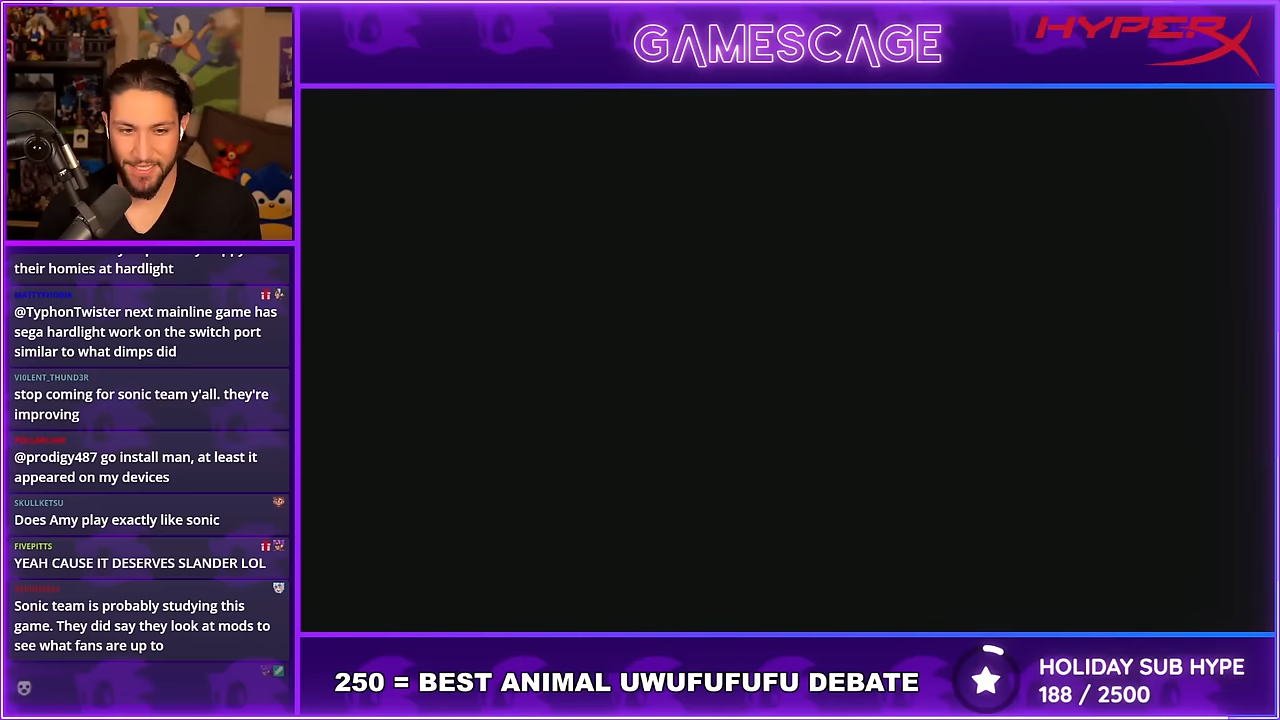 GAMESCAGE
HYPERX
their homies at hardlight
MATTYPHOBIA
@TyphonTwister next mainline game has
sega hardlight work on the switch port
similar to what dimps did
VI0LENT_THUND3R
stop coming for sonic team y'all. they're
improving
@prodigy487 go install man, at least it
appeared on my devices
SKULLKETSU
Does Amy play exactly like sonic
FIVEPITTS
YEAH CAUSE IT DESERVES SLANDER LOL
Sonic team is probably studying this
game. They did say they look at mods to
see what fans are up to
250 = BEST ANIMAL UWUFUFUFU DEBATE
HOLIDAY SUB HYPE
188 / 2500